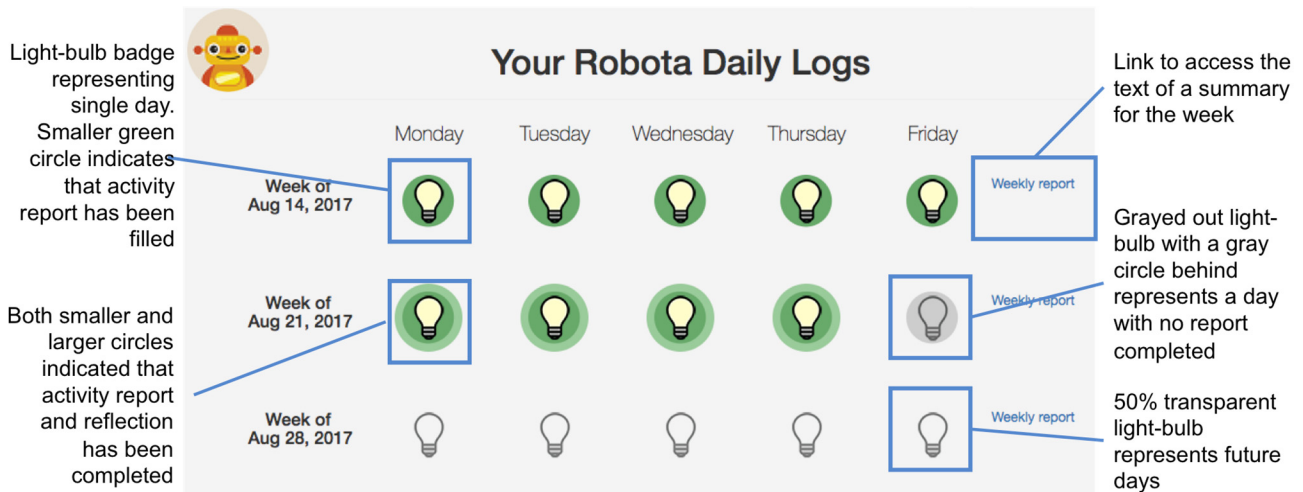 Your Robota Daily Logs
Light-bulb badge
representing
single day.
Smaller green
circle indicates
that activity
report has been
filled
Both smaller and
larger circles
indicated that
activity report
and reflection
has been
completed
Monday Tuesday Wednesday Thursday Friday
Week of
Aug 14, 2017
Weekly report
Week of
Aug 21, 2017
Weekly report
Week of
Aug 28, 2017
Weekly report
Link to access the
text of a summary
for the week
Grayed out light-
bulb with a gray
circle behind
represents a day
with no report
completed
50% transparent
light-bulb
represents future
days